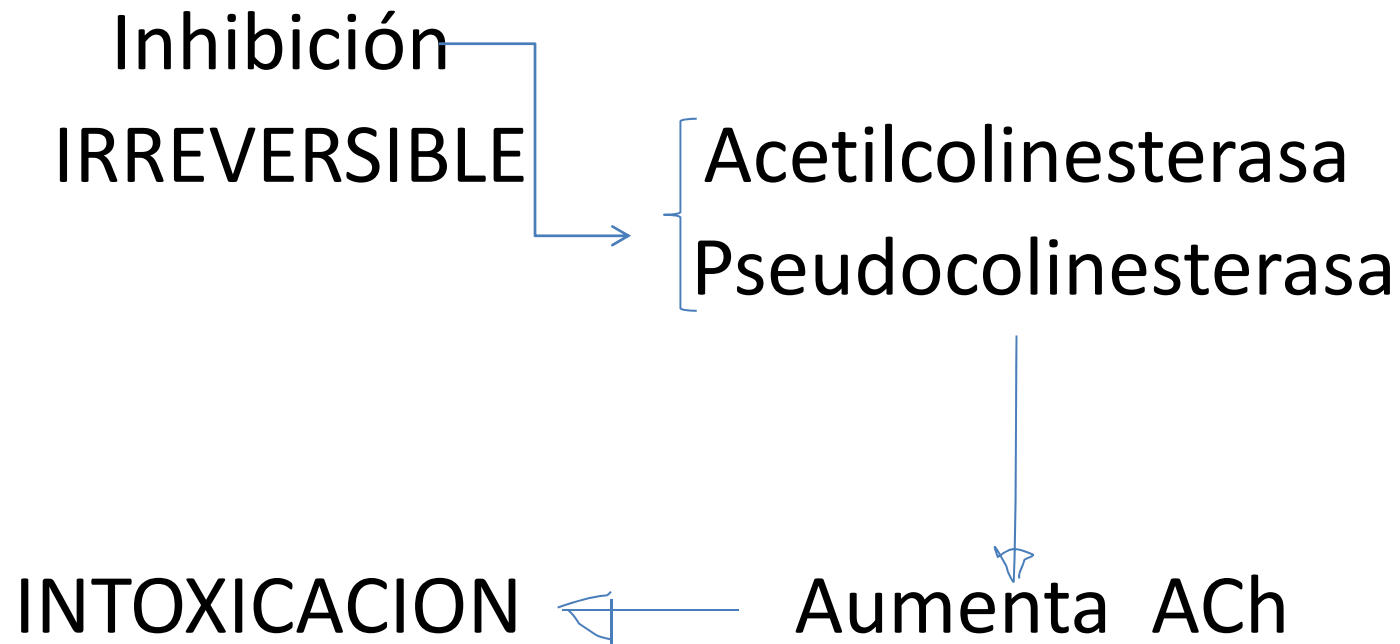 Inhibición
IRREVERSIBLE
Acetilcolinesterasa
Pseudocolinesterasa
Aumenta ACh
INTOXICACION